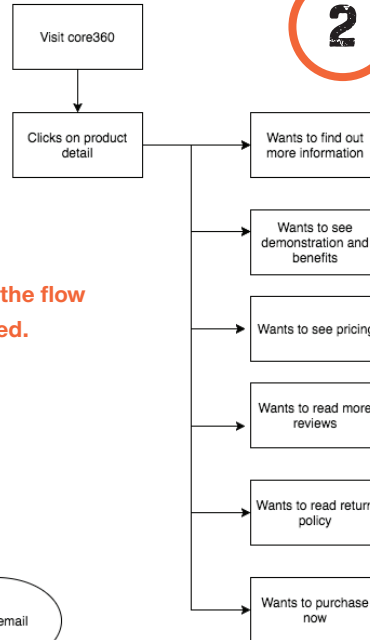 Visit core360
2
Clicks on product
detail
Wants to find out
more information
Wants to see
demonstration and
benefits
the flow
ed.
Wants to see pricing
Wants to read more
reviews
Wants to read return
policy
Wants to purchase
now
email